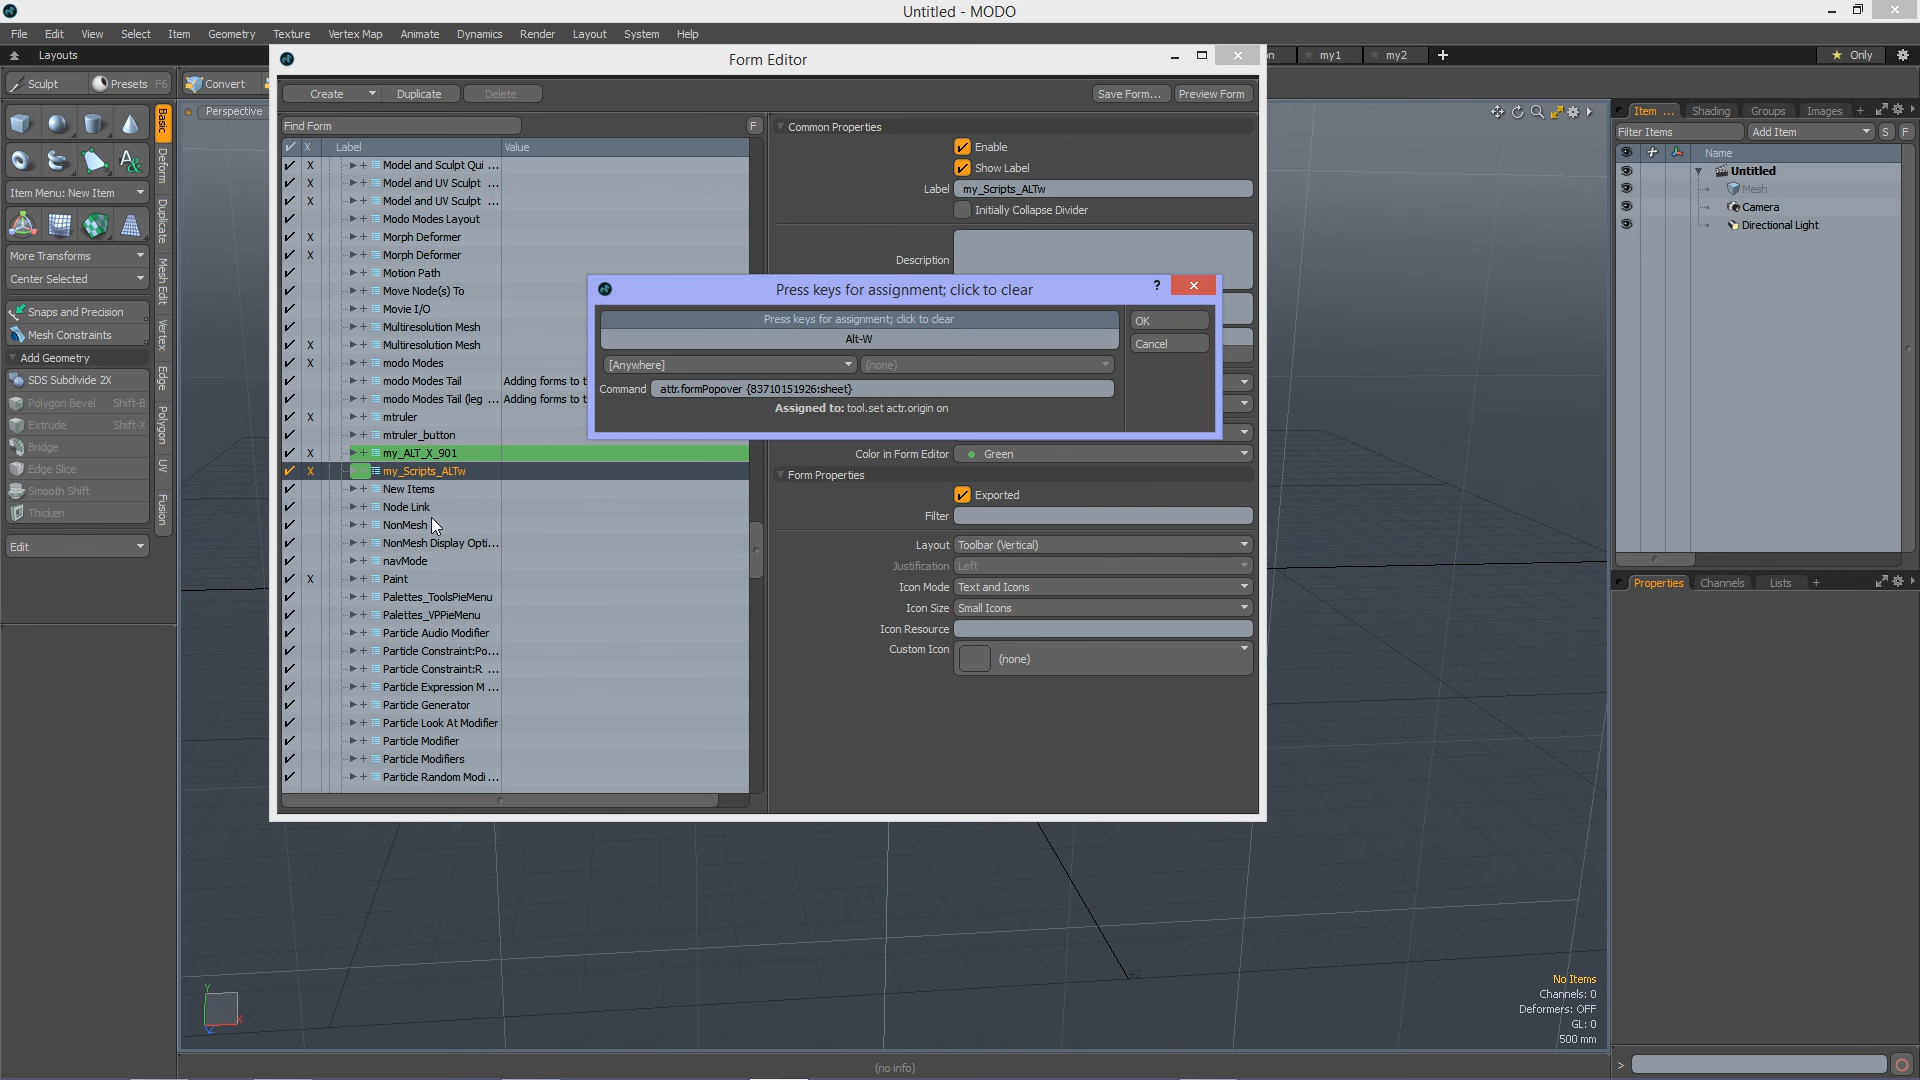 Untitled - MODO
File Edit View Select Item Geometry Texture Vertex Map Animate Dynamics Render Layout System Help
Layouts
my1
my2
Only
Sculpt
Presets F6
Convert
Perspective
Basic
Deform
Duplicate
Mesh Edit
Vertex
Edge
Polygon
UV
Fusion
Item Menu: New Item
More Transforms
Center Selected
Snaps and Precision
Mesh Constraints
Add Geometry
SDS Subdivide 2X
Polygon Bevel Shift-B
Extrude Shift-X
Bridge
Edge Slice
Smooth Shift
Thicken
Edit
Form Editor
Create
Duplicate
Delete
Save Form...
Preview Form
Find Form
F
X Label Value
X Model and Sculpt Qui ...
X Model and UV Sculpt ...
X Model and UV Sculpt ...
Modo Modes Layout
X Morph Deformer
X Morph Deformer
Motion Path
Move Node(s) To
Movie I/O
Multiresolution Mesh
X Multiresolution Mesh
X modo Modes
modo Modes Tail Adding forms to t
modo Modes Tail (leg ... Adding forms to t
X mtruler
mtruler_button
X my_ALT_X_901
X my_Scripts_ALTw
New Items
Node Link
NonMesh
NonMesh Display Opti...
navMode
X Paint
Palettes_ToolsPieMenu
Palettes_VPPieMenu
Particle Audio Modifier
Particle Constraint:Po...
Particle Constraint:R ...
Particle Expression M ...
Particle Generator
Particle Look At Modifier
Particle Modifier
Particle Modifiers
Particle Random Modi ...
Common Properties
Enable
Show Label
Label my_Scripts_ALTw
Initially Collapse Divider
Description
Press keys for assignment; click to clear
?
Press keys for assignment; click to clear
Alt-W
[Anywhere] (none)
Command attr.formPopover {83710151926:sheet}
Assigned to: tool.set actr.origin on
OK
Cancel
Color in Form Editor Green
Form Properties
Exported
Filter
Layout Toolbar (Vertical)
Justification Left
Icon Mode Text and Icons
Icon Size Small Icons
Icon Resource
Custom Icon (none)
Item ...
Shading
Groups
Images
+
Filter Items
Add Item
S
F
Name
Untitled
Mesh
Camera
Directional Light
Properties
Channels
Lists
+
No Items
Channels: 0
Deformers: OFF
GL: 0
500 mm
Y
X
Z
(no info)
>